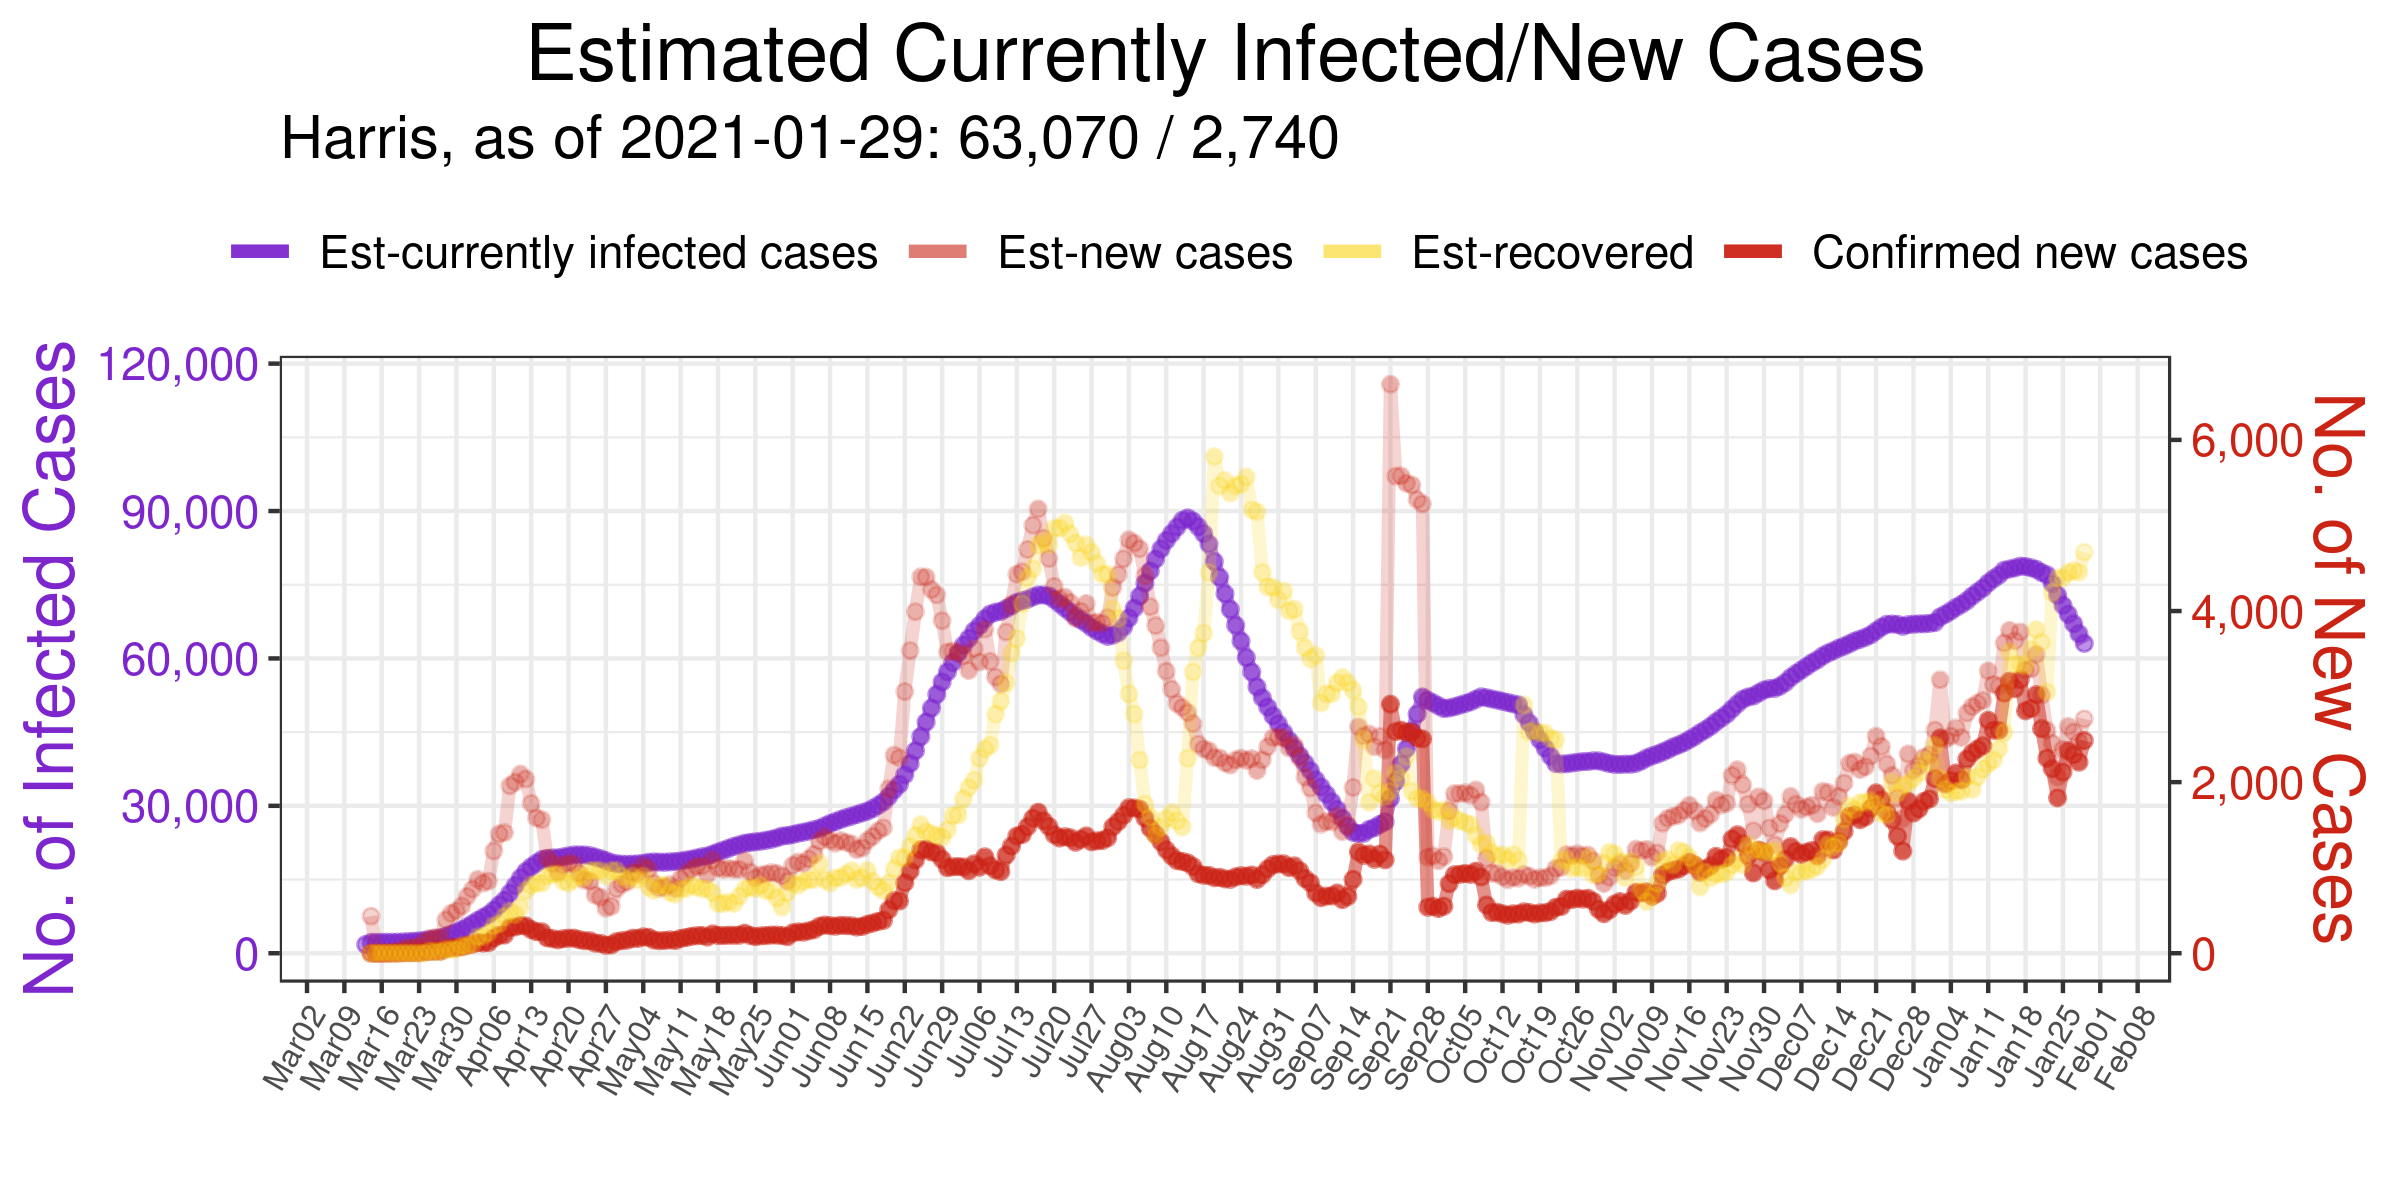 Estimated Currently Infected/New Cases
Harris, as of 2021-01-29: 63,070 / 2,740
Est-currently infected cases Est-new cases Est-recovered Confirmed new cases
No. of Infected Cases
120,000
90,000
60,000
30,000
0
6,000
4,000
2,000
0
No. of New Cases
Mar02 Mar09 Mar16 Mar23 Mar30 Apr06 Apr13 Apr20 Apr27 May04 May11 May18 May25 Jun01 Jun08 Jun15 Jun22 Jun29 Jul06 Jul13 Jul20 Jul27 Aug03 Aug10 Aug17 Aug24 Aug31 Sep07 Sep14 Sep21 Sep28 Oct05 Oct12 Oct19 Oct26 Nov02 Nov09 Nov16 Nov23 Nov30 Dec07 Dec14 Dec21 Dec28 Jan04 Jan11 Jan18 Jan25 Feb01 Feb08